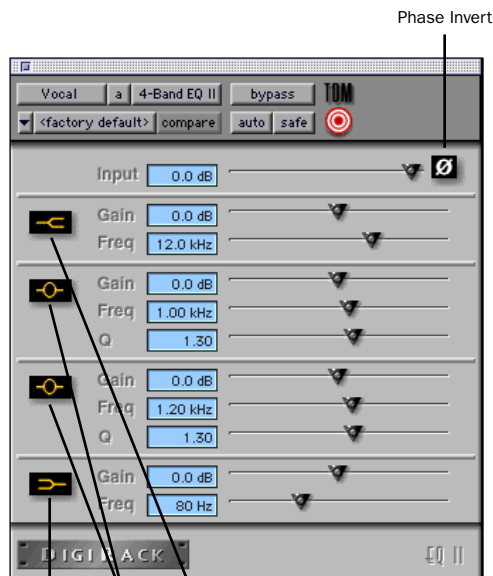 Phase Invert
Vocal a 4-Band EQ II bypass TDM
<factory default> compare auto safe
Input 0.0 dB Ø
Gain 0.0 dB
Freq 12.0 kHz
Gain 0.0 dB
Freq 1.00 kHz
Q 1.30
Gain 0.0 dB
Freq 1.20 kHz
Q 1.30
Gain 0.0 dB
Freq 80 Hz
DIGIRACK EQ II